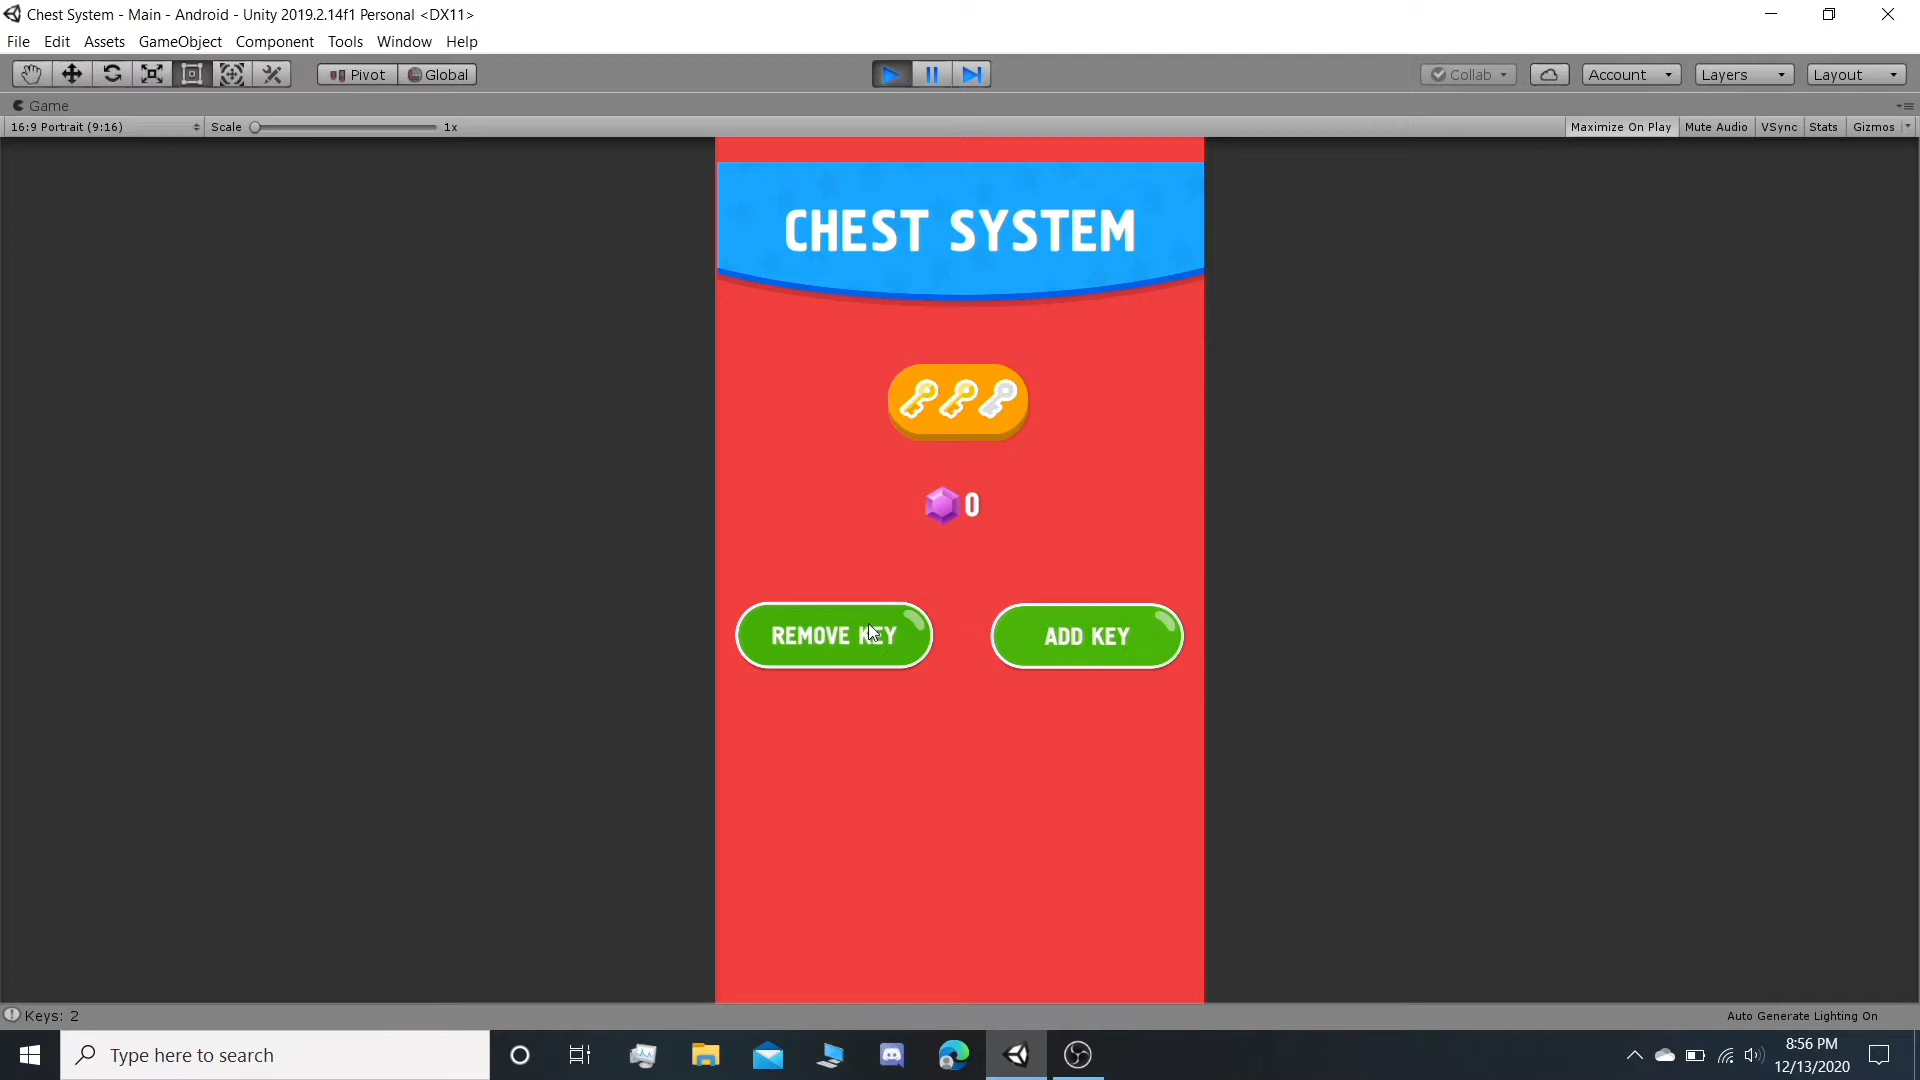 Chest System - Main - Android - Unity 2019.2.14f1 Personal <DX11>
File Edit Assets GameObject Component Tools Window Help
Pivot Global Collab Account Layers Layout
Game
16:9 Portrait (9:16) Scale 1x Maximize On Play Mute Audio VSync Stats Gizmos
CHEST SYSTEM
0
REMOVE KEY ADD KEY
Keys: 2 Auto Generate Lighting On
Type here to search
8:56 PM
12/13/2020